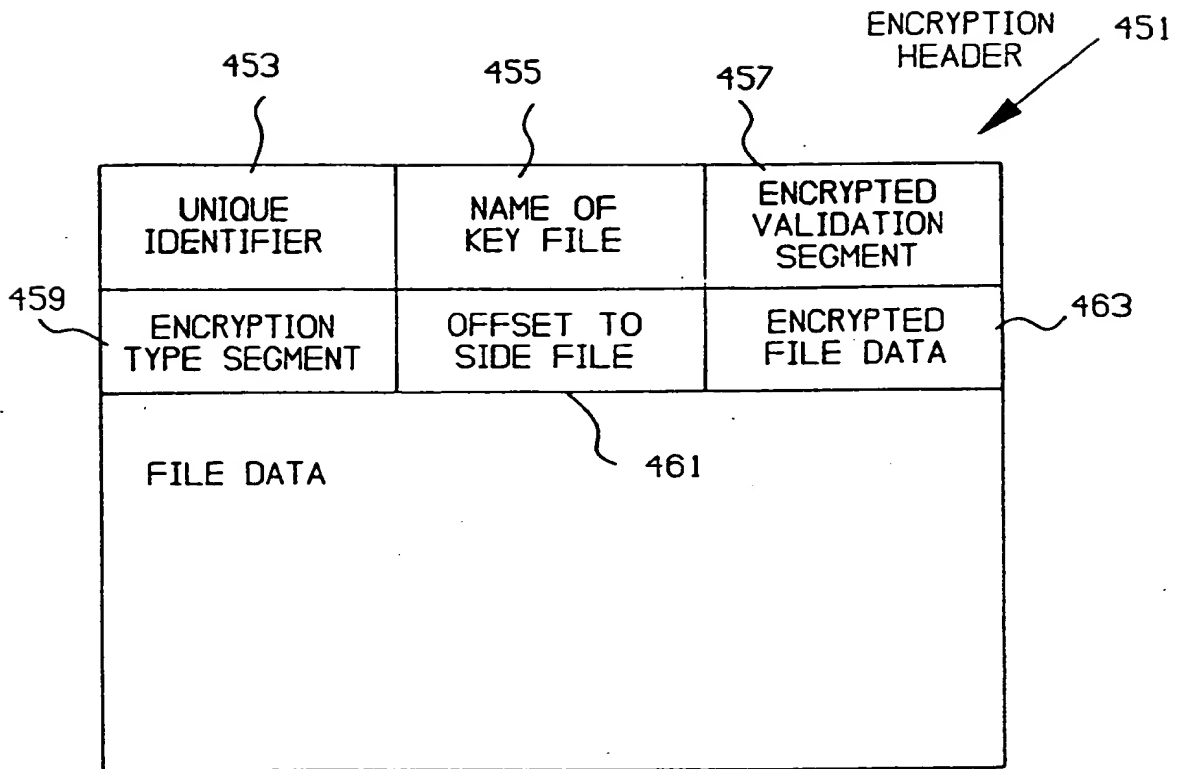 ENCRYPTION
HEADER
451
453
455
457
UNIQUE
IDENTIFIER
NAME OF
KEY FILE
ENCRYPTED
VALIDATION
SEGMENT
459
ENCRYPTION
TYPE SEGMENT
OFFSET TO
SIDE FILE
ENCRYPTED
FILE DATA
463
461
FILE DATA